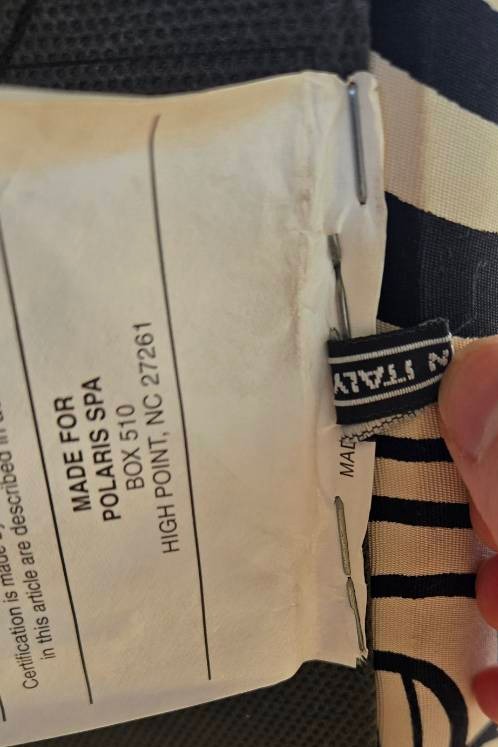 Certification is made
in this article are described in
MADE FOR
POLARIS SPA
BOX 510
HIGH POINT, NC 27261
MAD
N ITALY